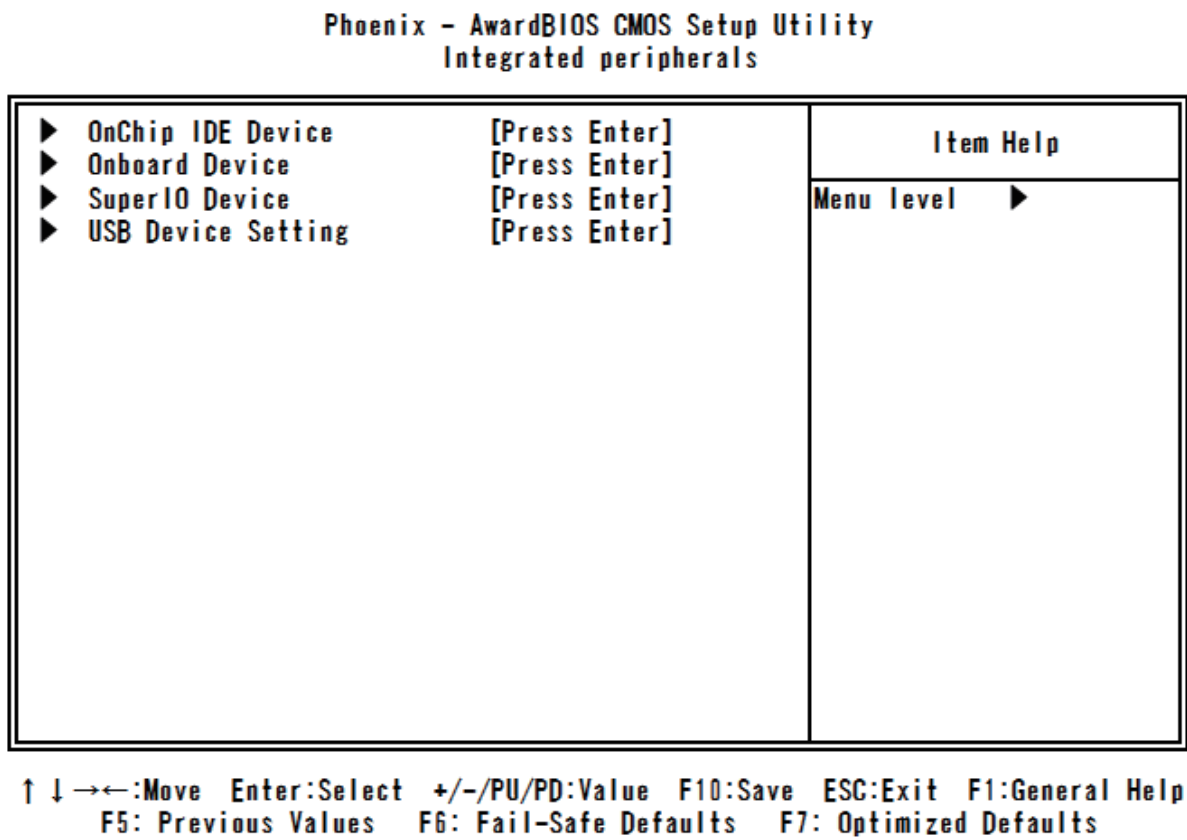 Phoenix - AwardBIOS CMOS Setup Utility
Integrated peripherals
▶ OnChip IDE Device [Press Enter]
▶ Onboard Device [Press Enter]
▶ SuperIO Device [Press Enter]
▶ USB Device Setting [Press Enter]
Item Help
Menu level ▶
↑↓→←:Move Enter:Select +/-/PU/PD:Value F10:Save ESC:Exit F1:General Help
F5: Previous Values F6: Fail-Safe Defaults F7: Optimized Defaults